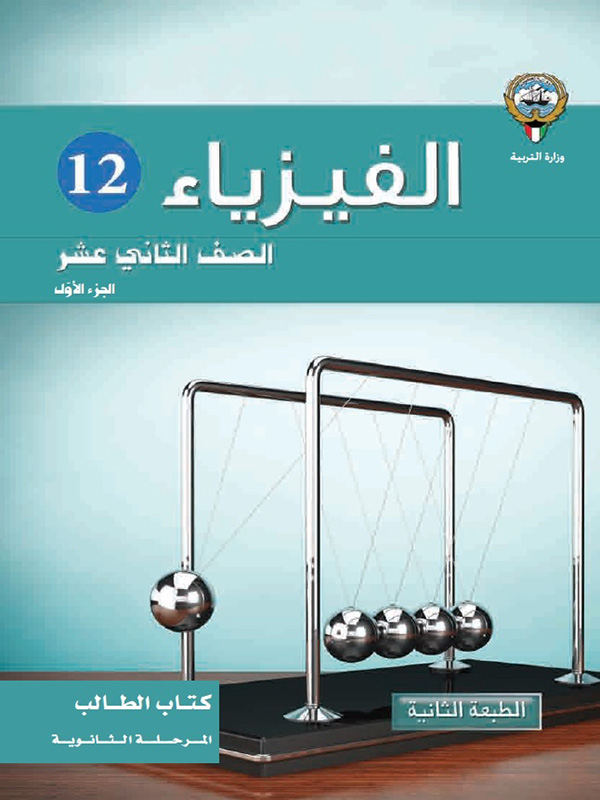 وزارة التربية
الفيزياء
12
الصف الثاني عشر
الجزء الأول
كتاب الطالب
المرحلة الثانوية
الطبعة الثانية